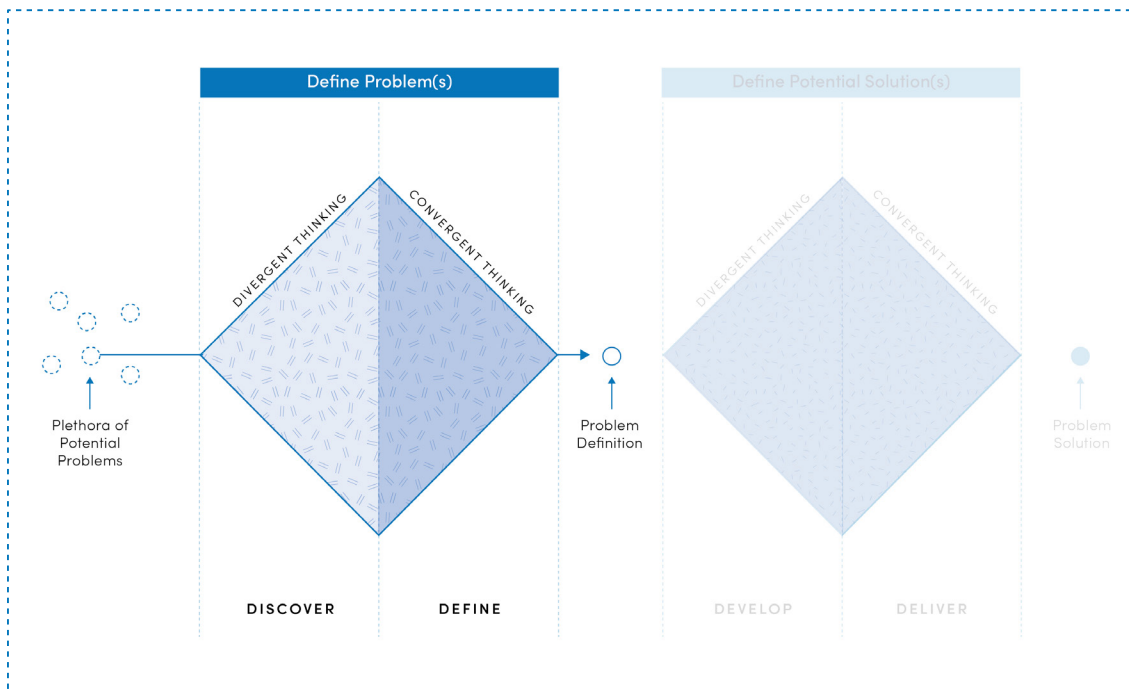 Define Problem(s)
Define Potential Solution(s)
DIVERGENT THINKING
CONVERGENT THINKING
DIVERGENT THINKING
CONVERGENT THINKING
Plethora of
Potential
Problems
Problem
Definition
Problem
Solution
DISCOVER
DEFINE
DEVELOP
DELIVER